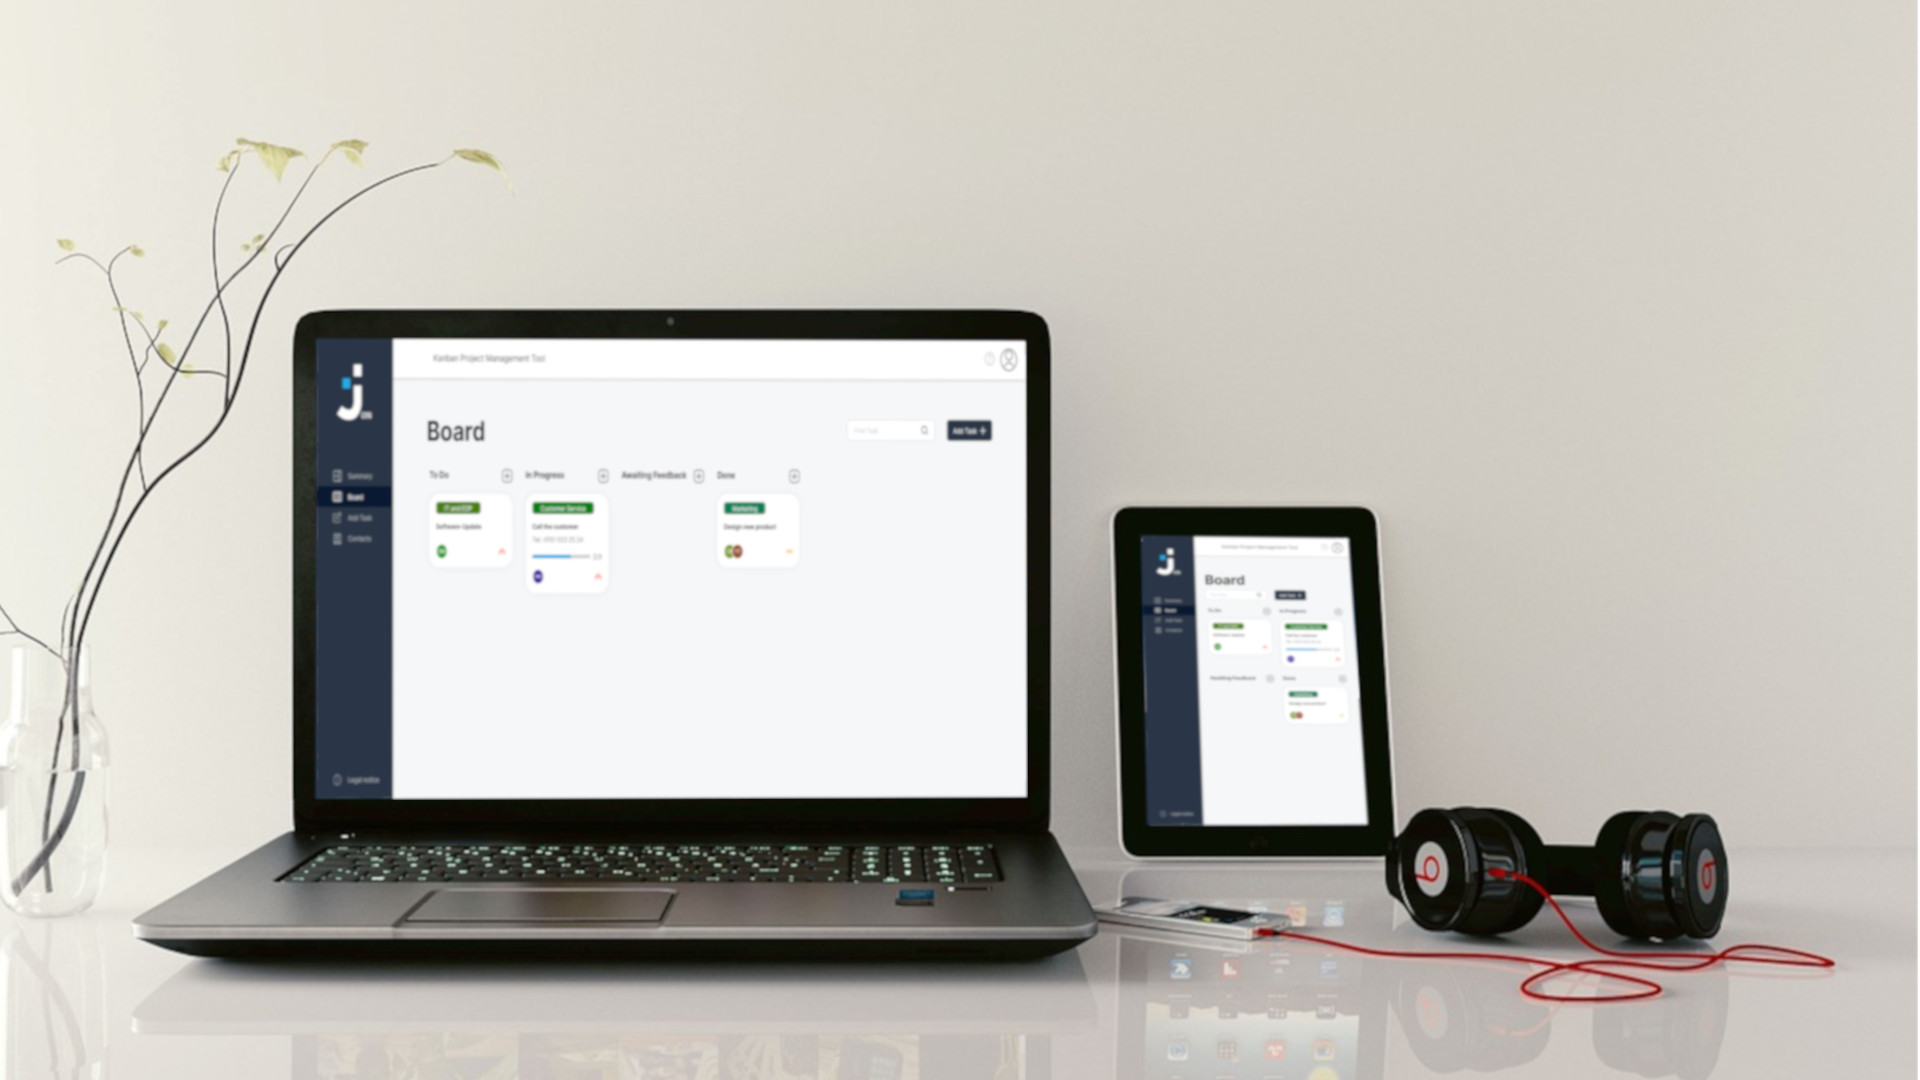 Kanban Project Management Tool
Board
Find Task
Add Task +
To Do
In Progress
Awaiting Feedback
Done
IT and EDP
Software-Update
Customer Service
Call the customer
Marketing
Design new product
Summary
Board
Add Task
Contacts
Legal notice
Kanban Project Management Tool
Board
Add Task +
To Do
In Progress
Awaiting Feedback
Done